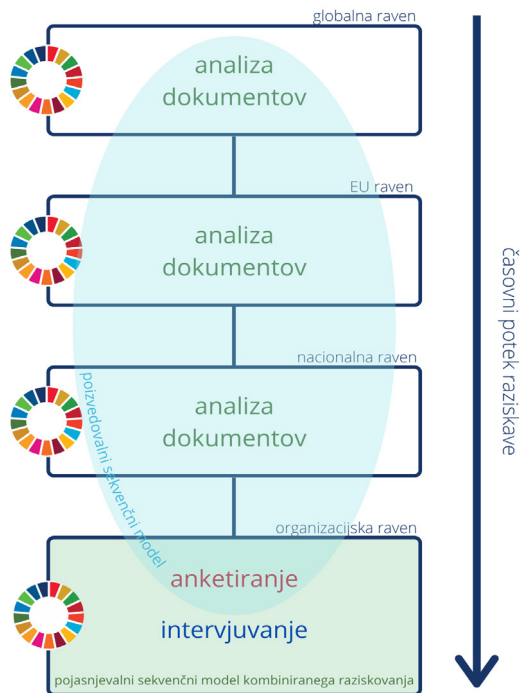 globalna raven
analiza
dokumentov
EU raven
analiza
dokumentov
nacionalna raven
analiza
dokumentov
poizvedovalni sekvenčni model
organizacijska raven
anketiranje
intervjuvanje
pojasnjevalni sekvenčni model kombiniranega raziskovanja
časovni potek raziskave